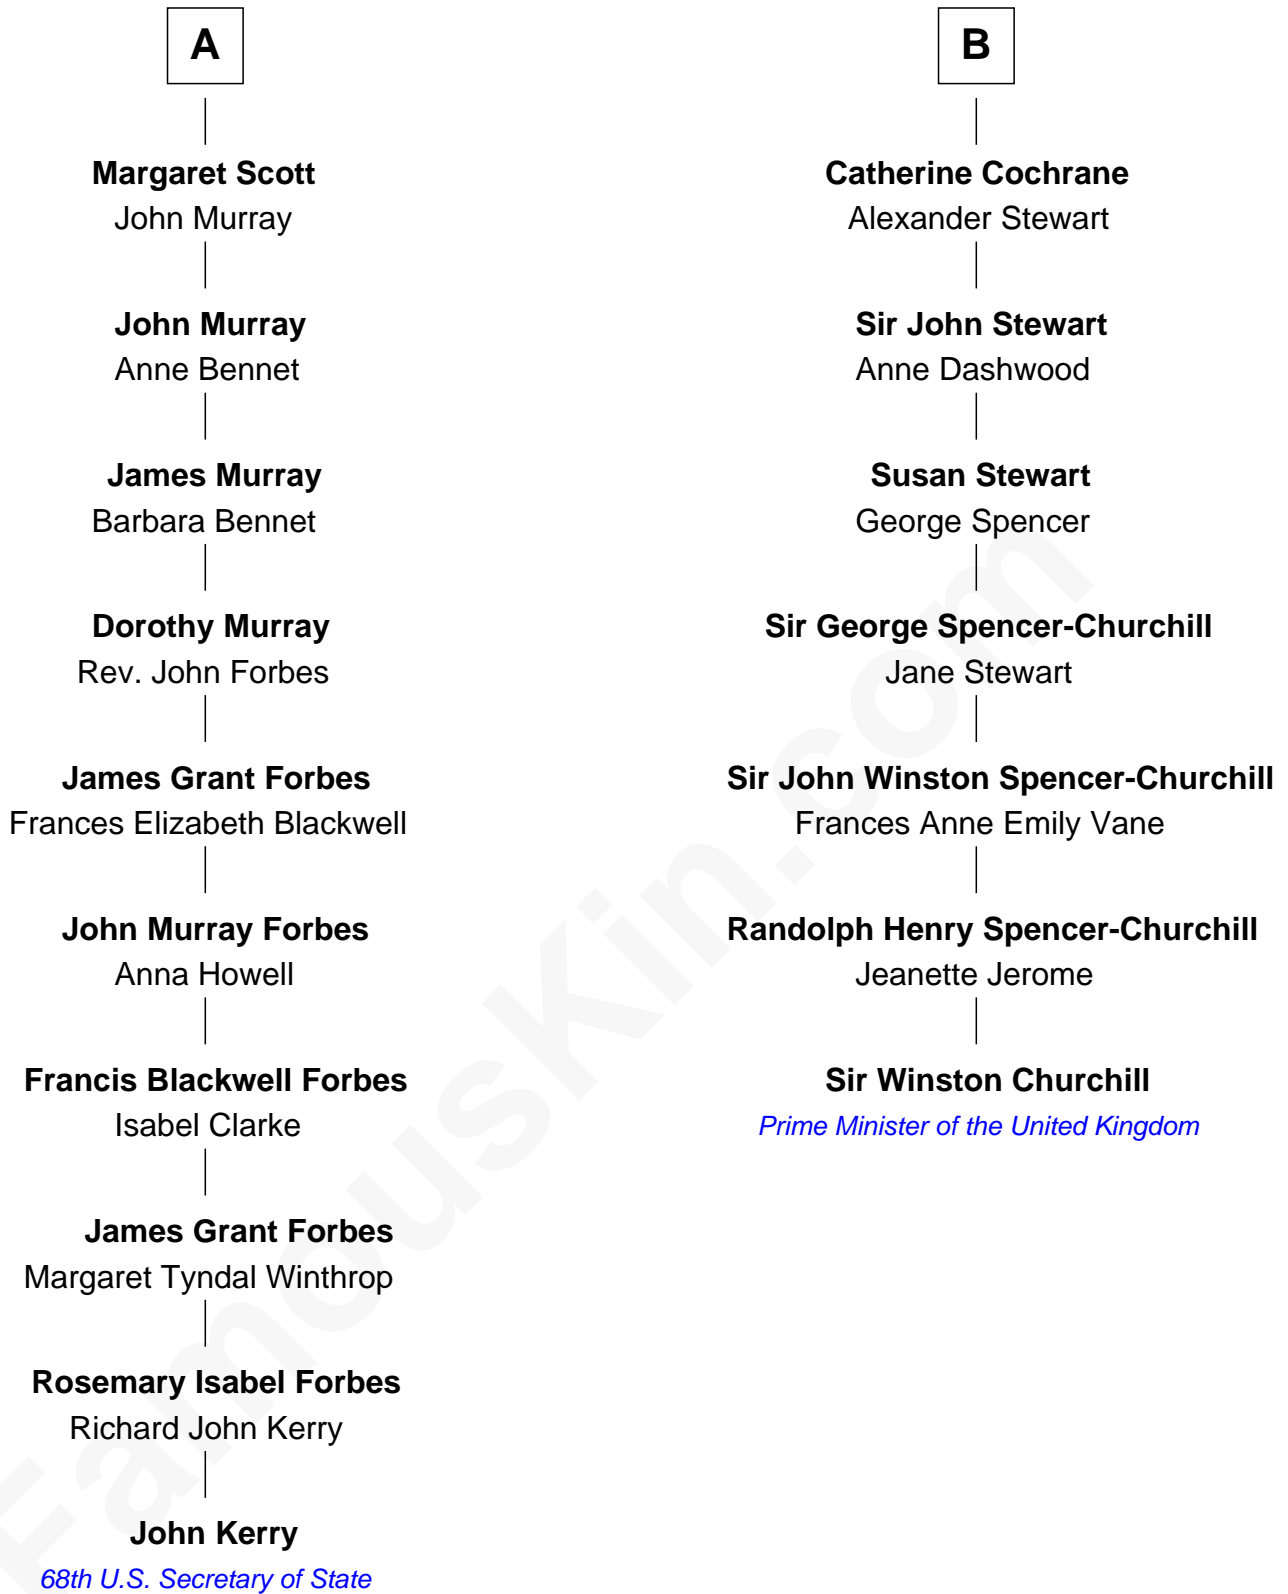 A
Margaret Scott
John Murray
John Murray
Anne Bennet
James Murray
Barbara Bennet
Dorothy Murray
Rev. John Forbes
James Grant Forbes
Frances Elizabeth Blackwell
John Murray Forbes
Anna Howell
Francis Blackwell Forbes
Isabel Clarke
James Grant Forbes
Margaret Tyndal Winthrop
Rosemary Isabel Forbes
Richard John Kerry
John Kerry
68th U.S. Secretary of State
B
Catherine Cochrane
Alexander Stewart
Sir John Stewart
Anne Dashwood
Susan Stewart
George Spencer
Sir George Spencer-Churchill
Jane Stewart
Sir John Winston Spencer-Churchill
Frances Anne Emily Vane
Randolph Henry Spencer-Churchill
Jeanette Jerome
Sir Winston Churchill
Prime Minister of the United Kingdom
FamousKin.com